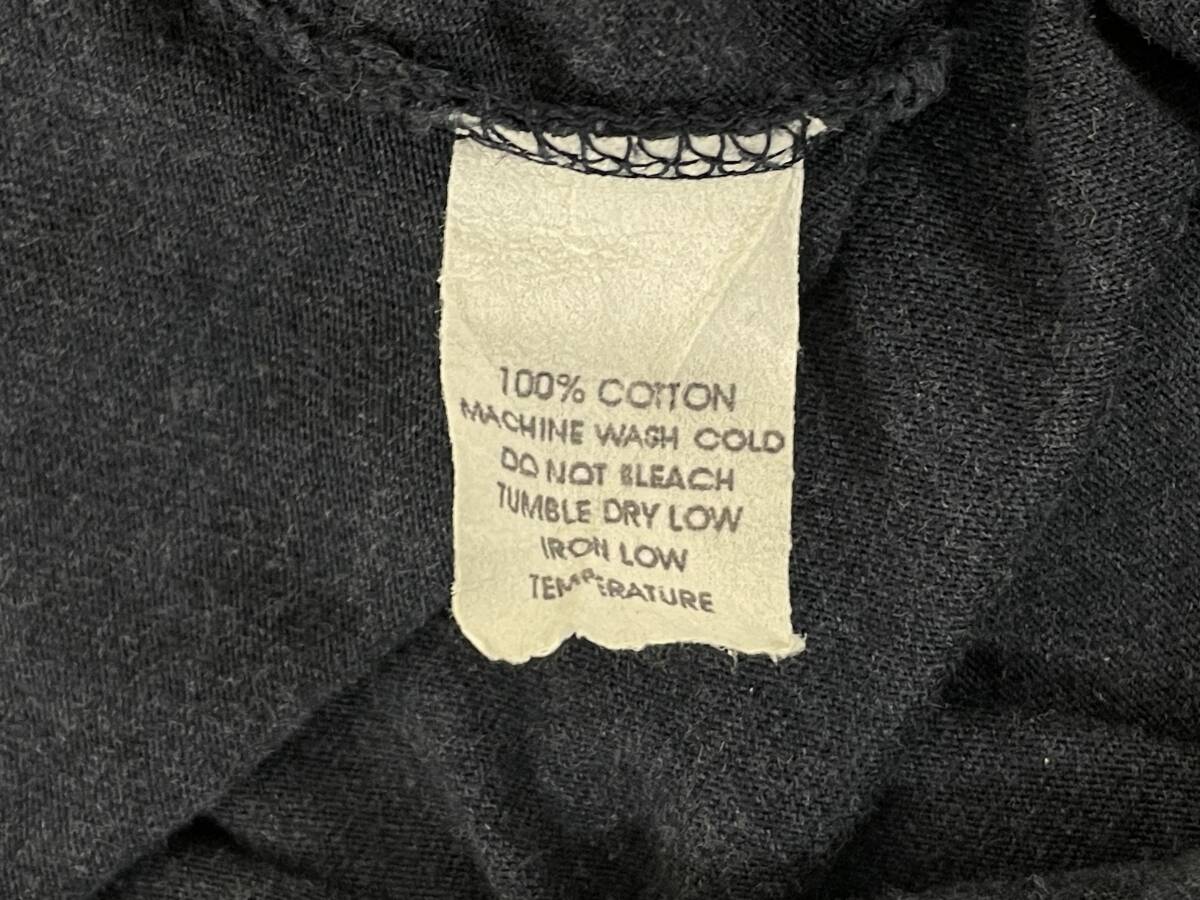 100% COTTON
MACHINE WASH COLD
DO NOT BLEACH
TUMBLE DRY LOW
IRON LOW
TEMPERATURE